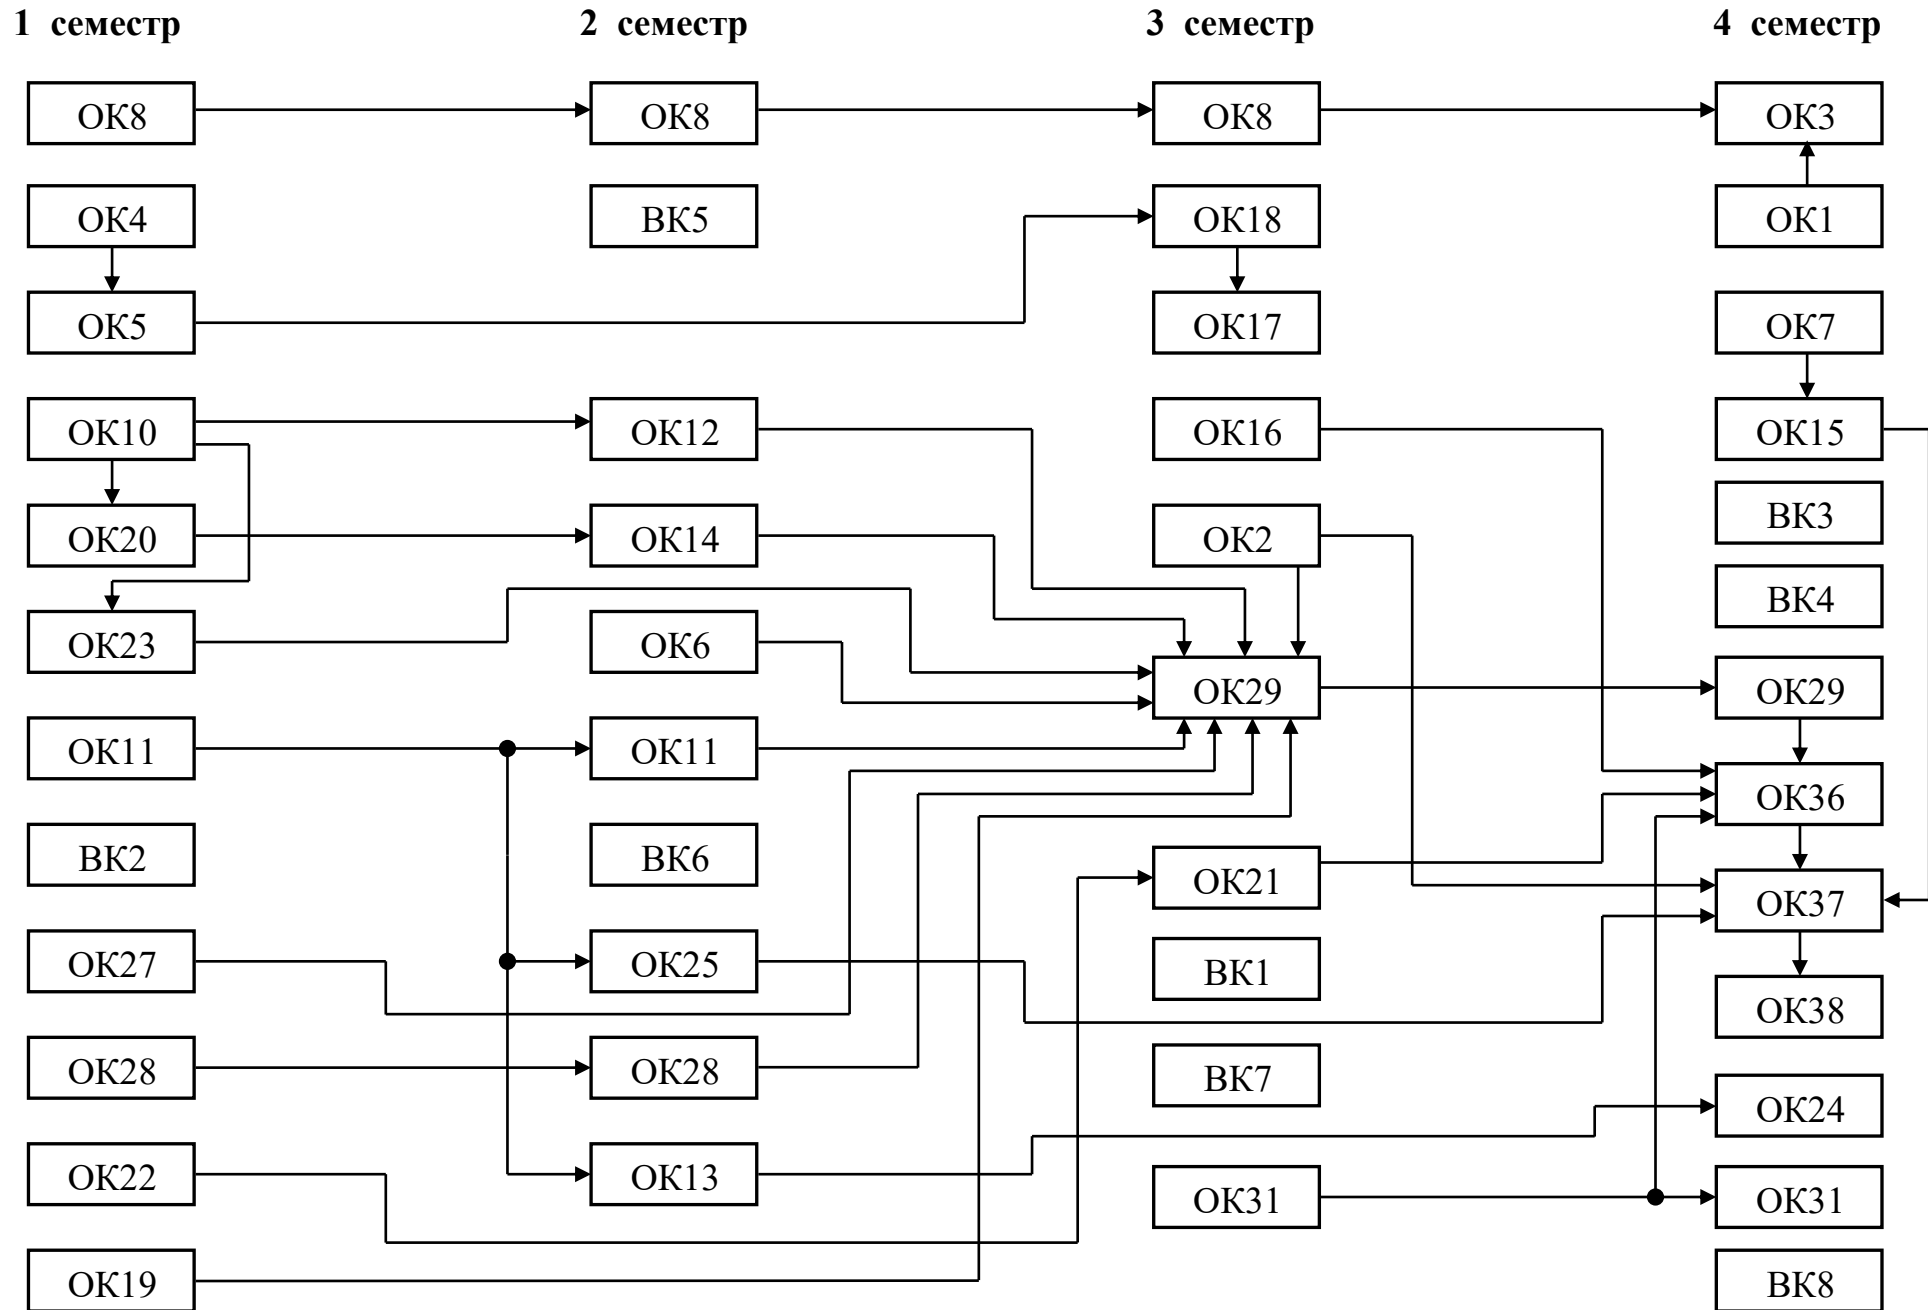 1 семестр 2 семестр 3 семестр 4 семестр
ОК8 ОК8 ОК8 ОК3
ОК4 ВК5 ОК18 ОК1
ОК5 ОК17 ОК7
ОК10 ОК12 ОК16 ОК15
ВК3
ОК20 ОК14 ОК2
ВК4
ОК23 ОК6
ОК29 ОК29
ОК11 ОК11
ОК36
ВК2 ВК6
ОК21 ОК37
ОК27 ОК25 ВК1
ОК38
ОК28 ОК28 ВК7
ОК24
ОК22 ОК13
ОК31 ОК31
ОК19 ВК8